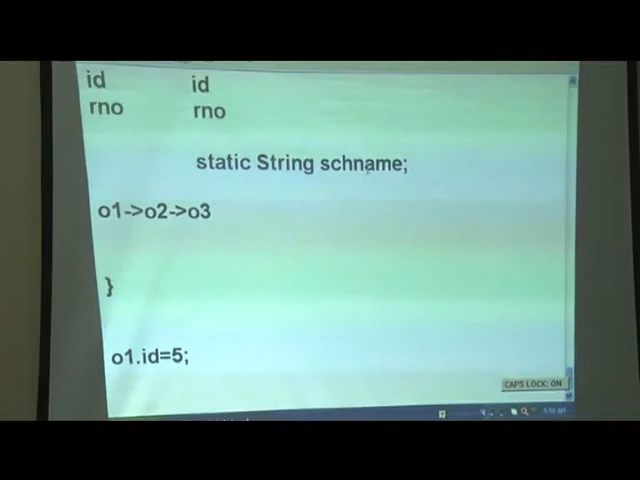 id id
rno rno
static String schname;
o1->o2->o3
}
o1.id=5;
CAPS LOCK: ON